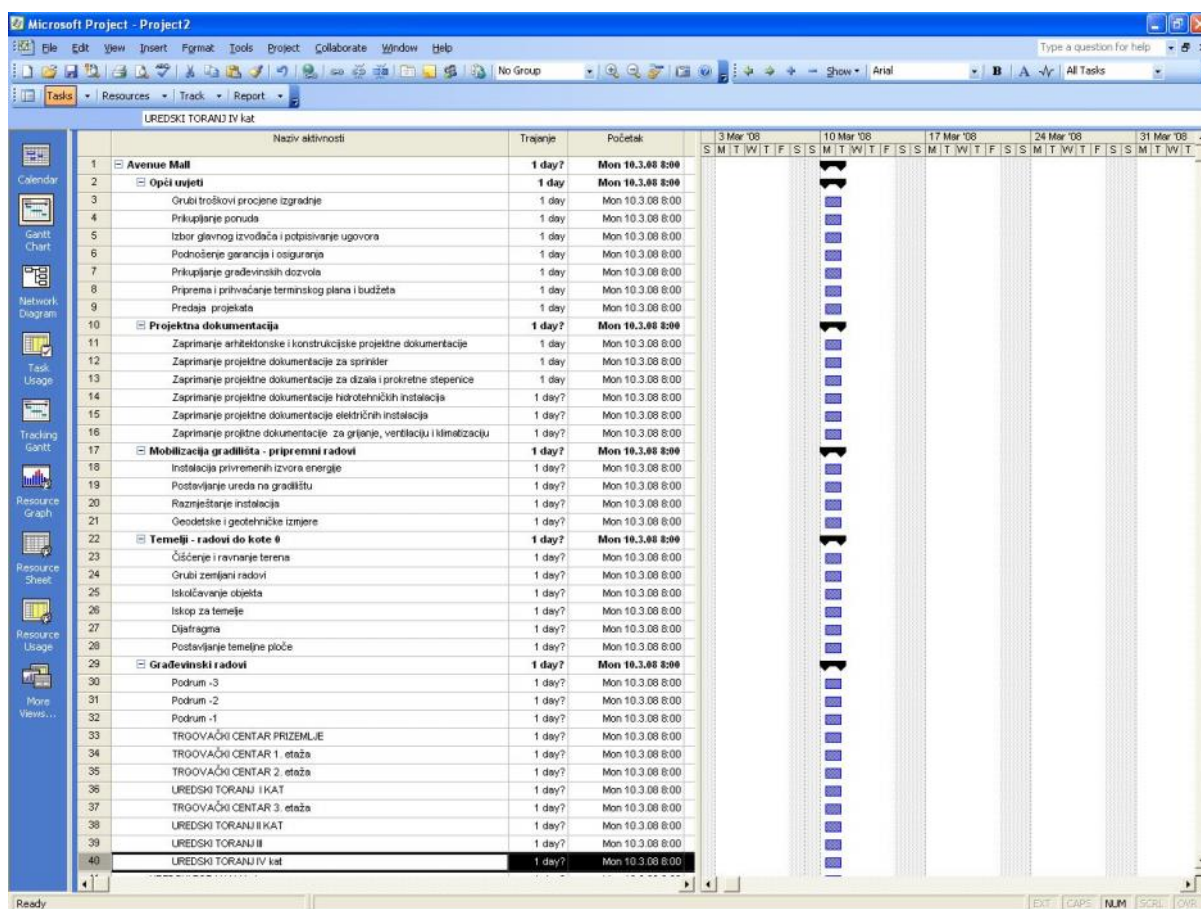 Microsoft Project - Project2
File Edit View Insert Format Tools Project Collaborate Window Help Type a question for help
No Group Show Arial B A All Tasks
Tasks Resources Track Report
UREDSKI TORANJ IV kat
Naziv aktivnosti Trajanje Početak 3 Mar '08 10 Mar '08 17 Mar '08 24 Mar '08 31 Mar '08
S M T W T F S S M T W T F S S M T W T F S S M T W T F S S M T W T
1 Avenue Mall 1 day? Mon 10.3.08 8:00
2 Opći uvjeti 1 day Mon 10.3.08 8:00
3 Grubi troškovi procjene izgradnje 1 day Mon 10.3.08 8:00
4 Prikupljanje ponuda 1 day Mon 10.3.08 8:00
5 Izbor glavnog izvođača i potpisivanje ugovora 1 day Mon 10.3.08 8:00
6 Podnošenje garancija i osiguranja 1 day Mon 10.3.08 8:00
7 Prikupljanje građevinskih dozvola 1 day Mon 10.3.08 8:00
8 Priprema i prihvaćanje terminskog plana i budžeta 1 day Mon 10.3.08 8:00
9 Predaja projekata 1 day Mon 10.3.08 8:00
10 Projektna dokumentacija 1 day? Mon 10.3.08 8:00
11 Zaprimanje arhitektonske i konstrukcijske projektne dokumentacije 1 day Mon 10.3.08 8:00
12 Zaprimanje projektne dokumentacije za sprinkler 1 day Mon 10.3.08 8:00
13 Zaprimanje projektne dokumentacije za dizala i prokretne stepenice 1 day Mon 10.3.08 8:00
14 Zaprimanje projektne dokumentacije hidrotehničkih instalacija 1 day? Mon 10.3.08 8:00
15 Zaprimanje projektne dokumentacije električnih instalacija 1 day? Mon 10.3.08 8:00
16 Zaprimanje projktne dokumentacije za grijanje, ventilaciju i klimatizaciju 1 day? Mon 10.3.08 8:00
17 Mobilizacija gradilišta - pripremni radovi 1 day? Mon 10.3.08 8:00
18 Instalacija privremenih izvora energije 1 day? Mon 10.3.08 8:00
19 Postavljanje ureda na gradilištu 1 day? Mon 10.3.08 8:00
20 Razmještanje instalacija 1 day? Mon 10.3.08 8:00
21 Geodetske i geotehničke izmjere 1 day? Mon 10.3.08 8:00
22 Temelji - radovi do kote 0 1 day? Mon 10.3.08 8:00
23 Čišćenje i ravnanje terena 1 day? Mon 10.3.08 8:00
24 Grubi zemljani radovi 1 day? Mon 10.3.08 8:00
25 Iskolčavanje objekta 1 day? Mon 10.3.08 8:00
26 Iskop za temelje 1 day? Mon 10.3.08 8:00
27 Dijafragma 1 day? Mon 10.3.08 8:00
28 Postavljanje temeljne ploče 1 day? Mon 10.3.08 8:00
29 Građevinski radovi 1 day? Mon 10.3.08 8:00
30 Podrum -3 1 day? Mon 10.3.08 8:00
31 Podrum -2 1 day? Mon 10.3.08 8:00
32 Podrum -1 1 day? Mon 10.3.08 8:00
33 TRGOVAČKI CENTAR PRIZEMLJE 1 day? Mon 10.3.08 8:00
34 TRGOVAČKI CENTAR 1. etaža 1 day? Mon 10.3.08 8:00
35 TRGOVAČKI CENTAR 2. etaža 1 day? Mon 10.3.08 8:00
36 UREDSKI TORANJ I KAT 1 day? Mon 10.3.08 8:00
37 TRGOVAČKI CENTAR 3. etaža 1 day? Mon 10.3.08 8:00
38 UREDSKI TORANJ II KAT 1 day? Mon 10.3.08 8:00
39 UREDSKI TORANJ III 1 day? Mon 10.3.08 8:00
40 UREDSKI TORANJ IV kat 1 day? Mon 10.3.08 8:00
Calendar
Gantt
Chart
Network
Diagram
Task
Usage
Tracking
Gantt
Resource
Graph
Resource
Sheet
Resource
Usage
More
Views...
Ready EXT CAPS NUM SCRL OVR